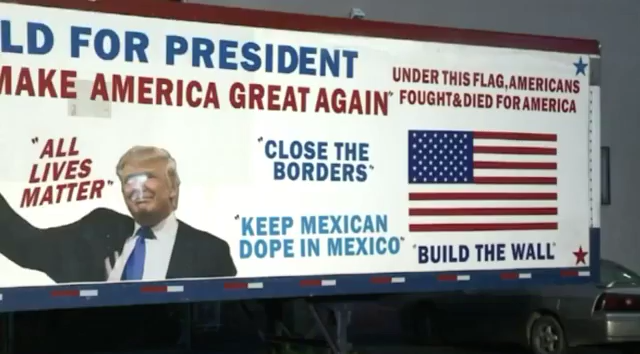 LD FOR PRESIDENT
MAKE AMERICA GREAT AGAIN"
UNDER THIS FLAG, AMERICANS
FOUGHT & DIED FOR AMERICA
"ALL
LIVES
MATTER"
"CLOSE THE
BORDERS"
"KEEP MEXICAN
DOPE IN MEXICO"
"BUILD THE WALL"